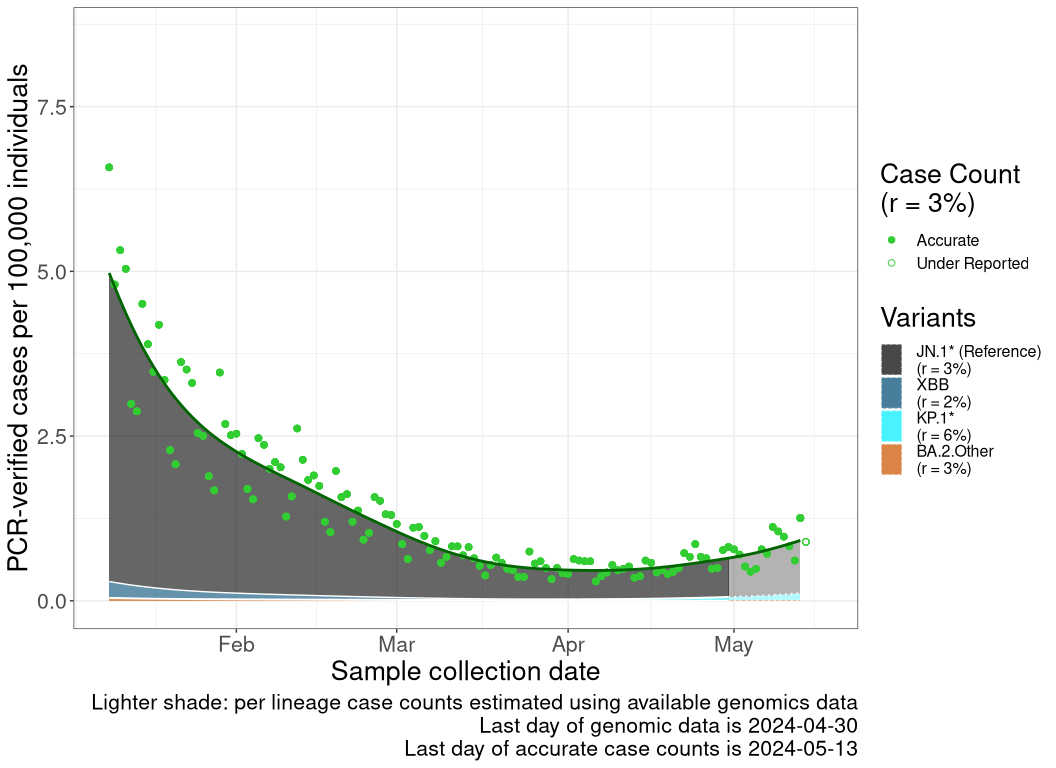 PCR-verified cases per 100,000 individuals
7.5
5.0
2.5
0.0
Feb
Mar
Apr
May
Sample collection date
Lighter shade: per lineage case counts estimated using available genomics data
Last day of genomic data is 2024-04-30
Last day of accurate case counts is 2024-05-13
Case Count
(r = 3%)
Accurate
Under Reported
Variants
JN.1* (Reference)
(r = 3%)
XBB
(r = 2%)
KP.1*
(r = 6%)
BA.2.Other
(r = 3%)